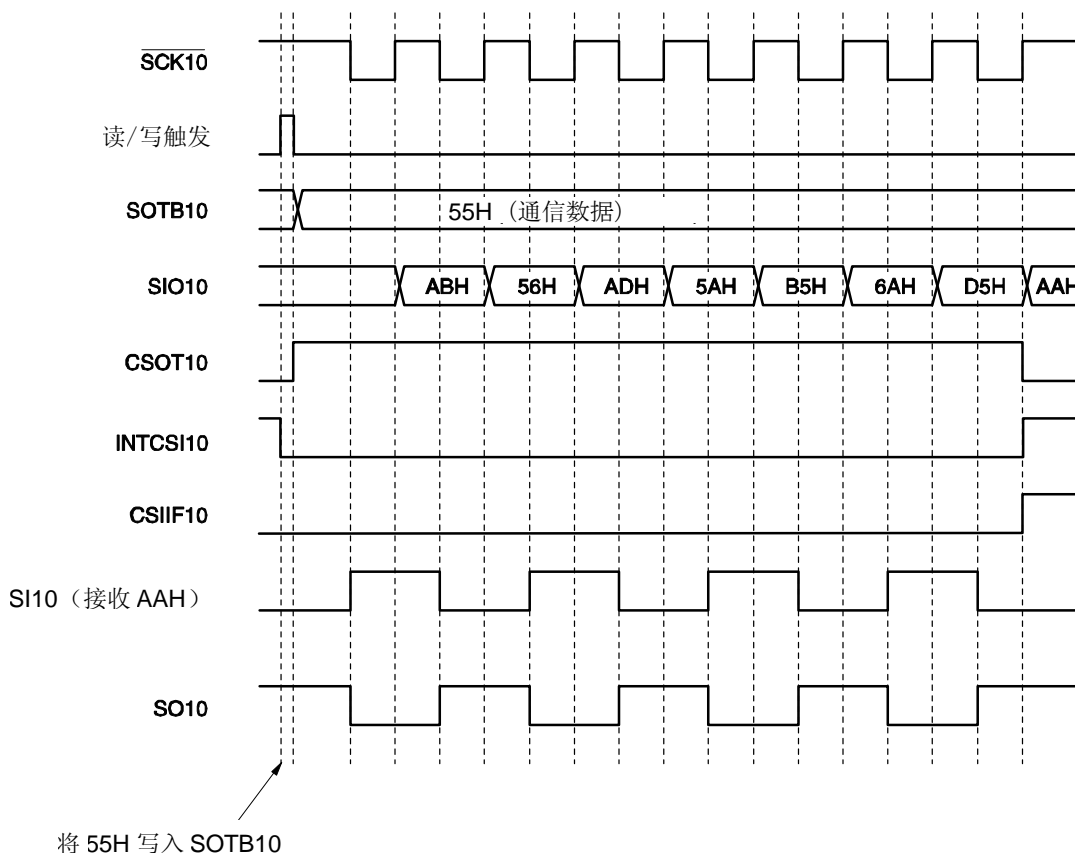 SCK10
读/写触发
SOTB10
55H (通信数据)
SIO10
ABH 56H ADH 5AH B5H 6AH D5H AAH
CSOT10
INTCSI10
CSIIF10
SI10（接收 AAH）
SO10
将 55H 写入 SOTB10